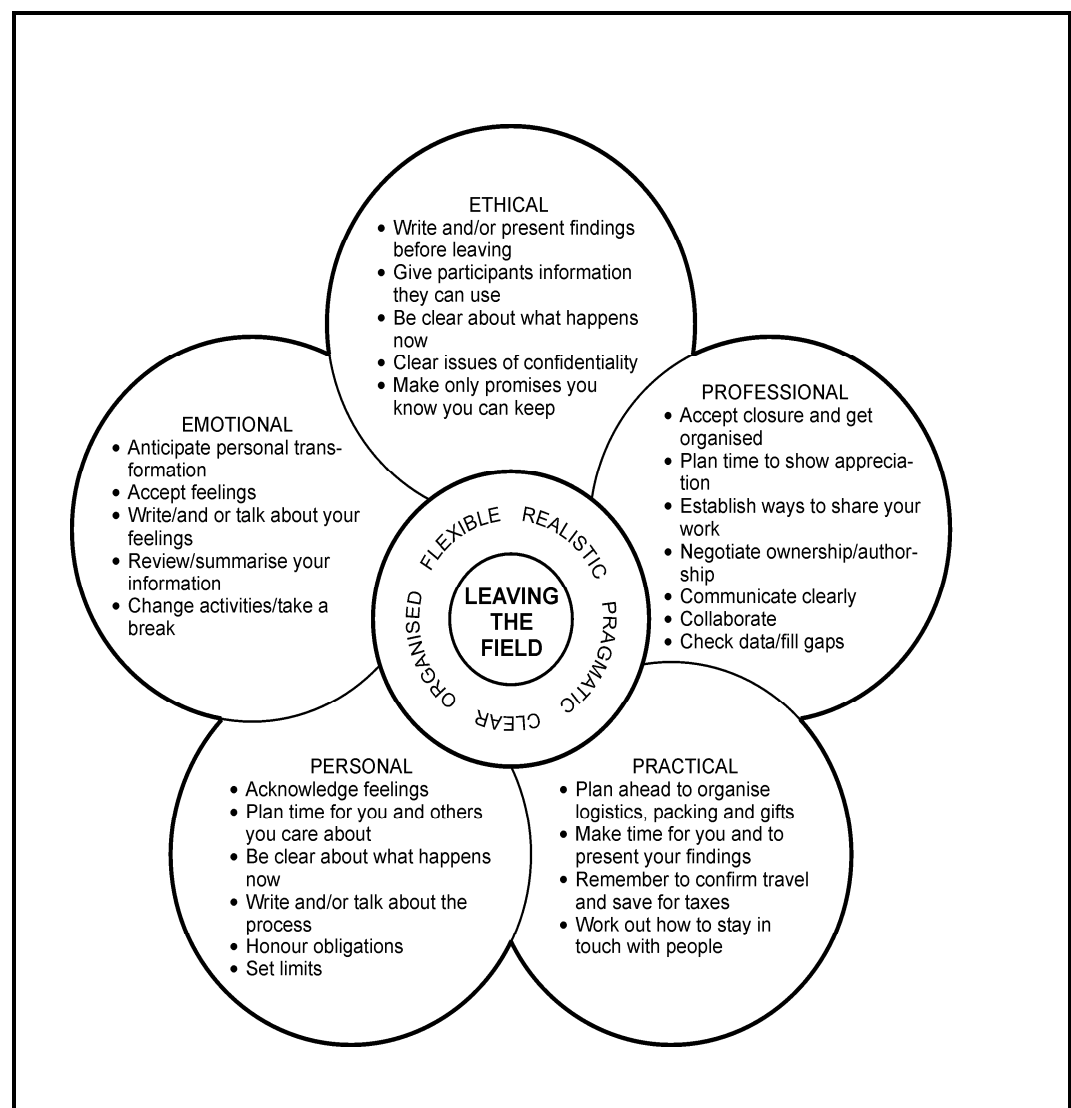 ETHICAL
• Write and/or present findings
before leaving
• Give participants information
they can use
• Be clear about what happens
now
• Clear issues of confidentiality
• Make only promises you
know you can keep
PROFESSIONAL
• Accept closure and get
organised
• Plan time to show apprecia-
tion
• Establish ways to share your
work
• Negotiate ownership/author-
ship
• Communicate clearly
• Collaborate
• Check data/fill gaps
EMOTIONAL
• Anticipate personal trans-
formation
• Accept feelings
• Write/and or talk about your
feelings
• Review/summarise your
information
• Change activities/take a
break
FLEXIBLE REALISTIC PRAGMATIC CLEAR ORGANISED
LEAVING
THE
FIELD
PERSONAL
• Acknowledge feelings
• Plan time for you and others
you care about
• Be clear about what happens
now
• Write and/or talk about the
process
• Honour obligations
• Set limits
PRACTICAL
• Plan ahead to organise
logistics, packing and gifts
• Make time for you and to
present your findings
• Remember to confirm travel
and save for taxes
• Work out how to stay in
touch with people